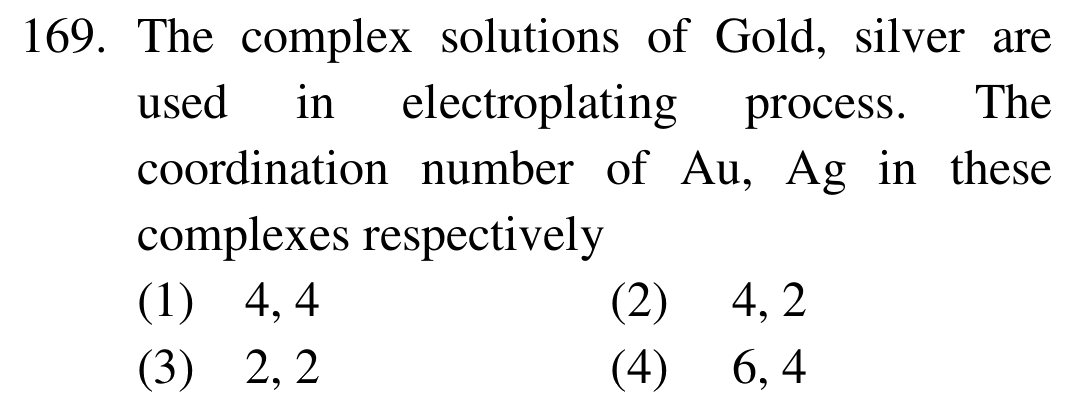 169. The complex solutions of Gold, silver are
used in electroplating process. The
coordination number of Au, Ag in these
complexes respectively
(1) 4, 4 (2) 4, 2
(3) 2, 2 (4) 6, 4